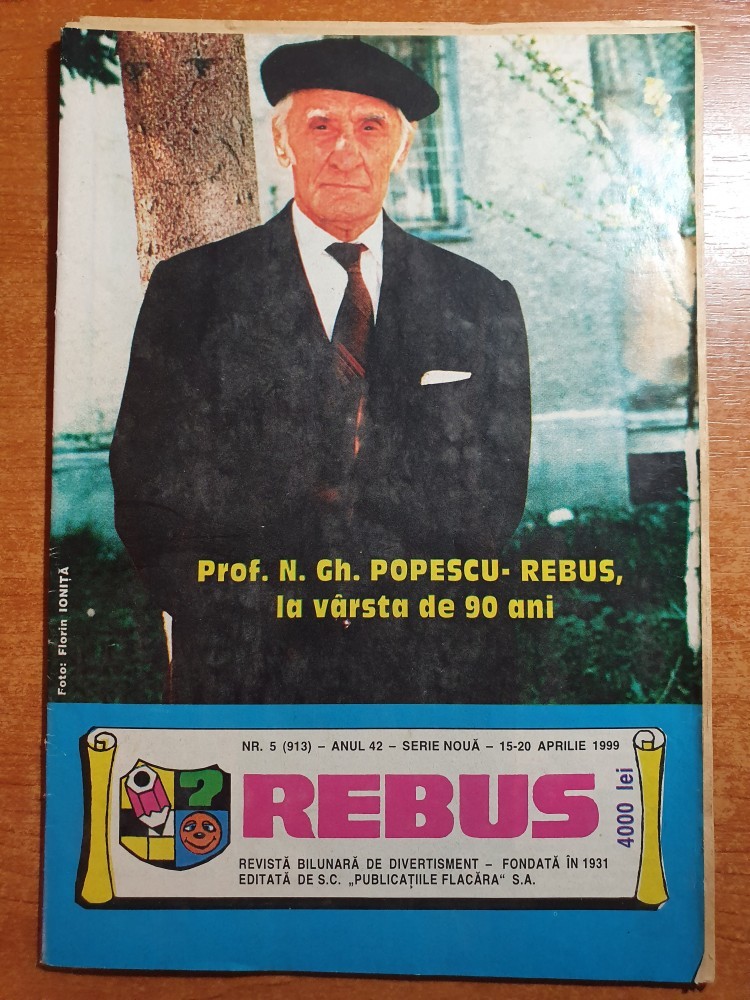 Prof. N. Gh. POPESCU- REBUS,
la vârsta de 90 ani
Foto: Florin IONIȚĂ
NR. 5 (913) – ANUL 42 – SERIE NOUĂ – 15-20 APRILIE 1999
?
REBUS
4000 lei
REVISTĂ BILUNARĂ DE DIVERTISMENT – FONDATĂ ÎN 1931
EDITATĂ DE S.C. „PUBLICAȚIILE FLACĂRA“ S.A.